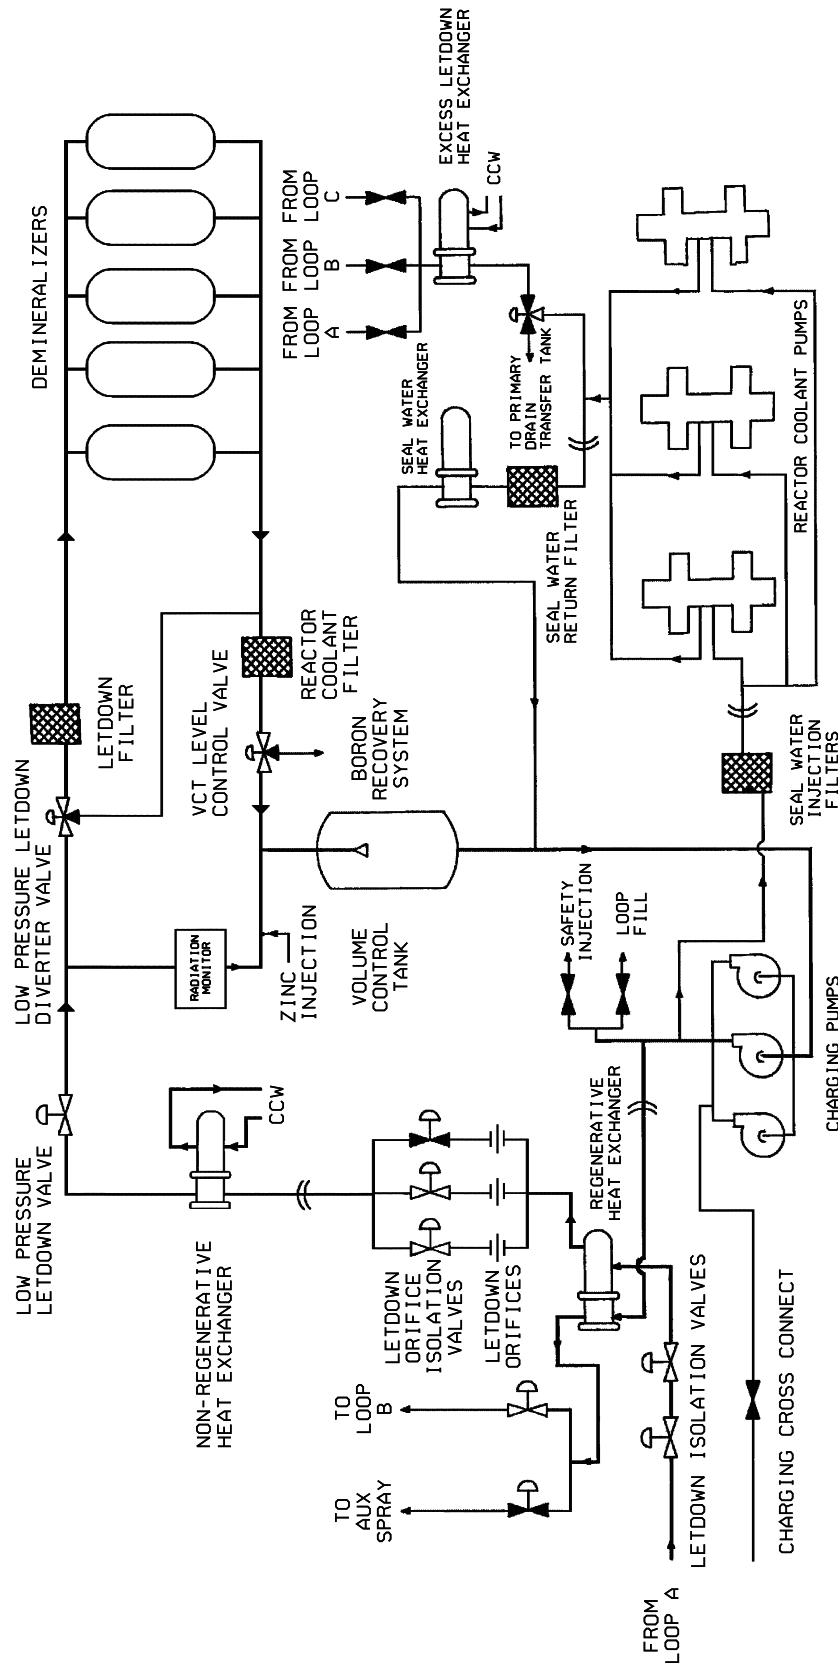 LOW PRESSURE
LETDOWN VALVE
LOW PRESSURE LETDOWN
DIVERTER VALVE
LETDOWN
FILTER
DEMINERALIZERS
NON-REGENERATIVE
HEAT EXCHANGER
CCW
RADIATION
MONITOR
ZINC
INJECTION
VCT LEVEL
CONTROL VALVE
REACTOR
COOLANT
FILTER
BORON
RECOVERY
SYSTEM
VOLUME
CONTROL
TANK
FROM
LOOP
A
FROM
LOOP
B
FROM
LOOP
C
EXCESS LETDOWN
HEAT EXCHANGER
CCW
SEAL WATER
HEAT EXCHANGER
TO PRIMARY
DRAIN
TRANSFER TANK
SEAL WATER
RETURN FILTER
LETDOWN
ORIFICE
ISOLATION
VALVES
LETDOWN
ORIFICES
REGENERATIVE
HEAT EXCHANGER
SAFETY
INJECTION
LOOP
FILL
TO
LOOP
B
TO
AUX
SPRAY
FROM
LOOP A
LETDOWN ISOLATION VALVES
CHARGING CROSS CONNECT
CHARGING PUMPS
SEAL WATER
INJECTION
FILTERS
REACTOR COOLANT PUMPS